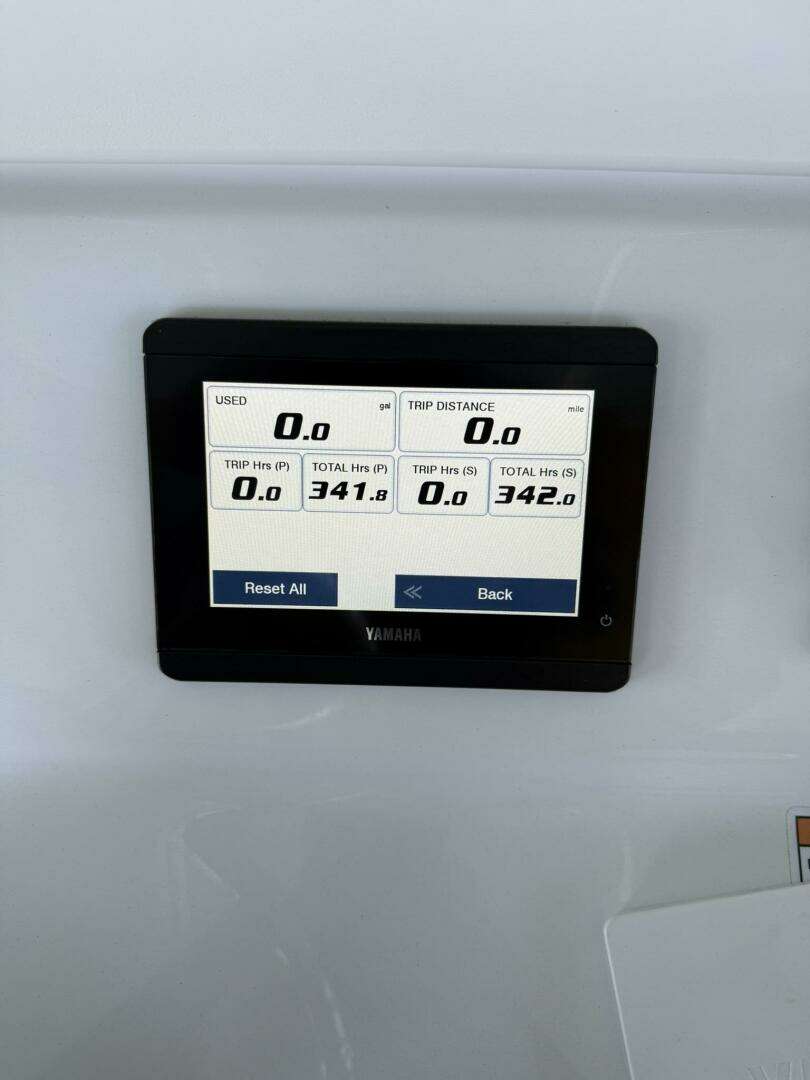 USED gal TRIP DISTANCE mile
0.0 0.0
TRIP Hrs (P) TOTAL Hrs (P) TRIP Hrs (S) TOTAL Hrs (S)
0.0 341.8 0.0 342.0
Reset All Back
YAMAHA